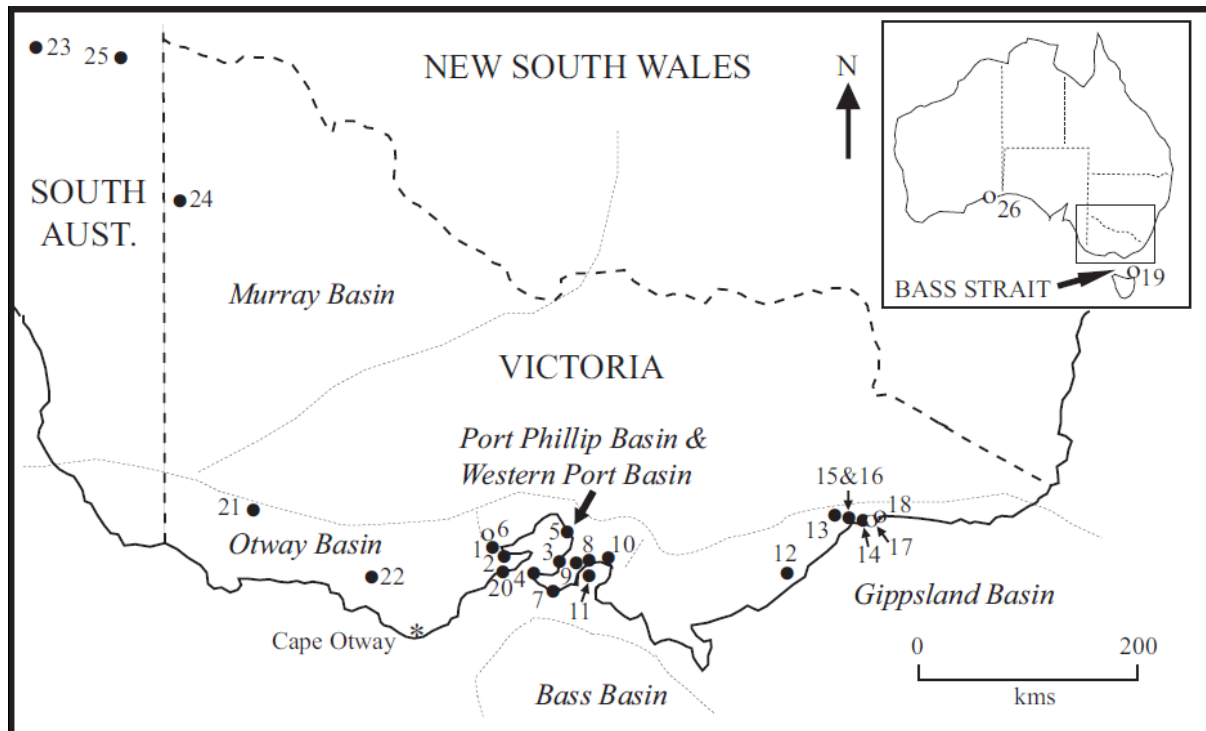 23
25
NEW SOUTH WALES
N
26
19
BASS STRAIT
SOUTH
AUST.
24
Murray Basin
VICTORIA
Port Phillip Basin &
Western Port Basin
15&16
18
13
14
17
21
Otway Basin
6
5
1
2
3
8
10
20
4
9
7
11
12
22
Gippsland Basin
Cape Otway
*
Bass Basin
0
200
kms